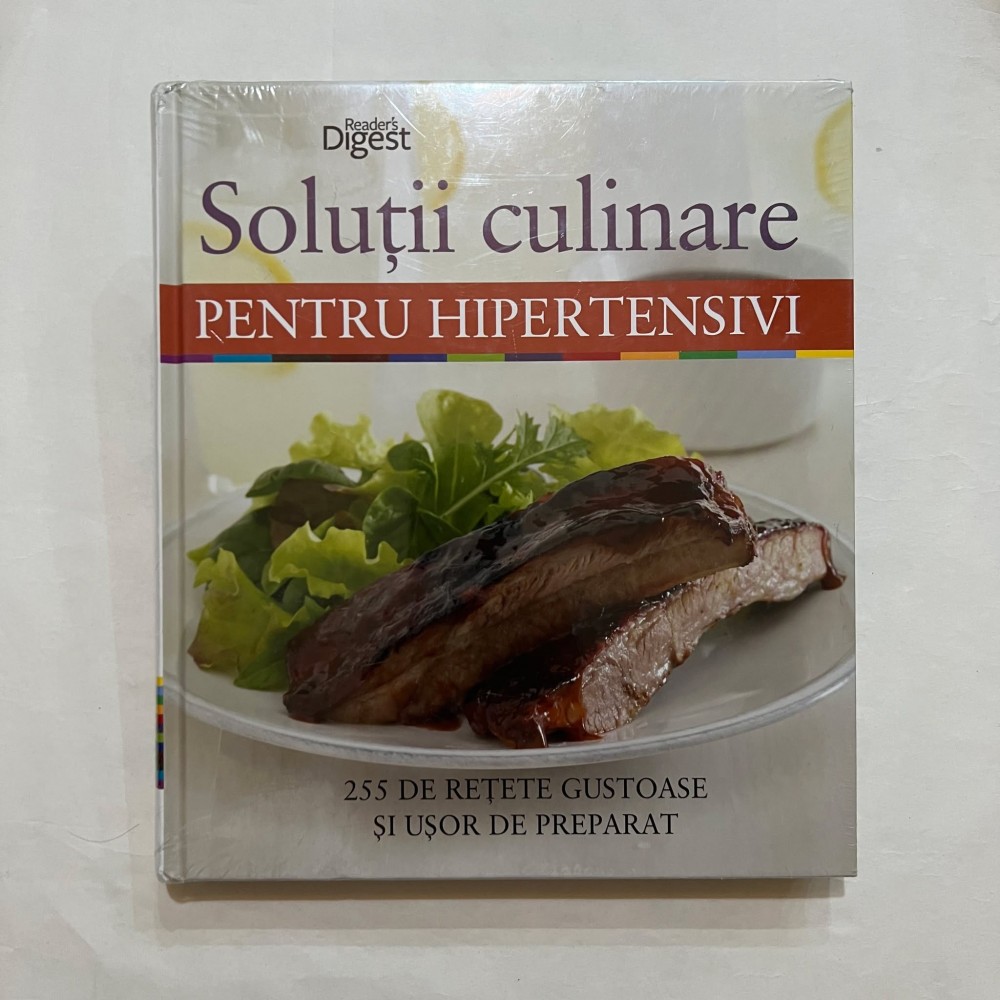 Reader's
Digest
Soluții culinare
PENTRU HIPERTENSIVI
255 DE REȚETE GUSTOASE
ȘI UȘOR DE PREPARAT